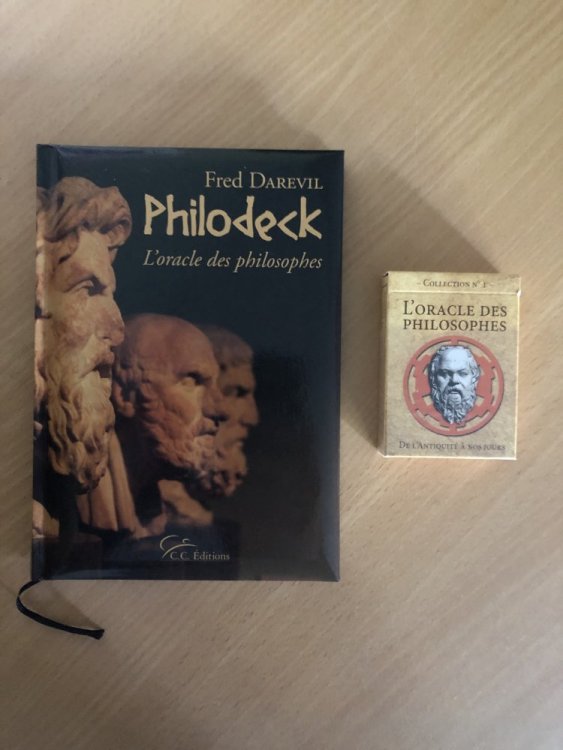 Fred DAREVIL
Philodeck
L'oracle des philosophes
C.C. Éditions
- COLLECTION N° 1 -
L'ORACLE DES
PHILOSOPHES
DE L'ANTIQUITÉ À NOS JOURS